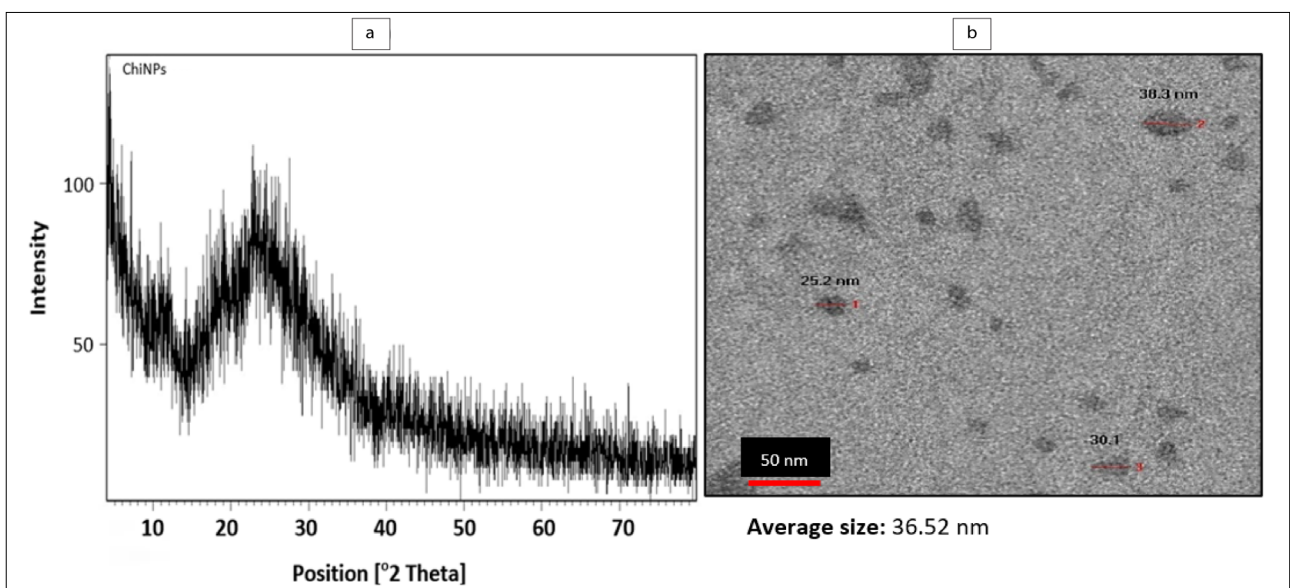 a
b
ChiNPs
100
50
Intensity
10 20 30 40 50 60 70
Position [°2 Theta]
38.3 nm
2
25.2 nm
1
30.1
3
50 nm
Average size: 36.52 nm